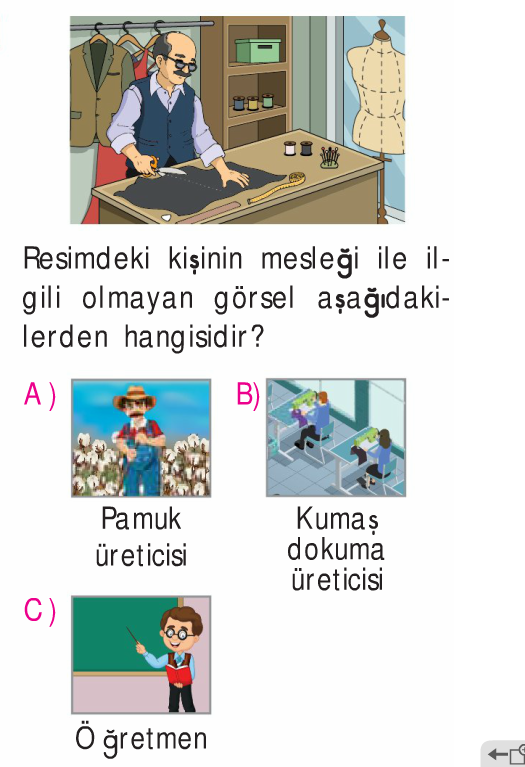 Resimdeki kişinin mesleği ile il-
gili olmayan görsel aşağıdaki-
lerden hangisidir?
A)
B)
Pamuk
üreticisi
Kumaş
dokuma
üreticisi
C)
Öğretmen